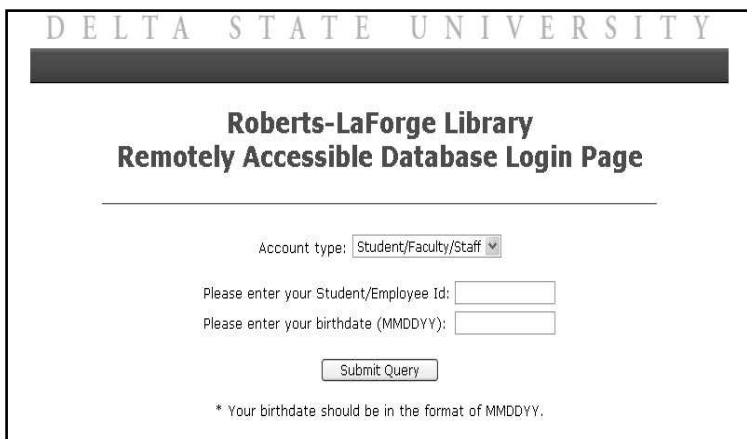 DELTA STATE UNIVERSITY
Roberts-LaForge Library
Remotely Accessible Database Login Page
Account type: Student/Faculty/Staff
Please enter your Student/Employee Id:
Please enter your birthdate (MMDDYY):
Submit Query
* Your birthdate should be in the format of MMDDYY.